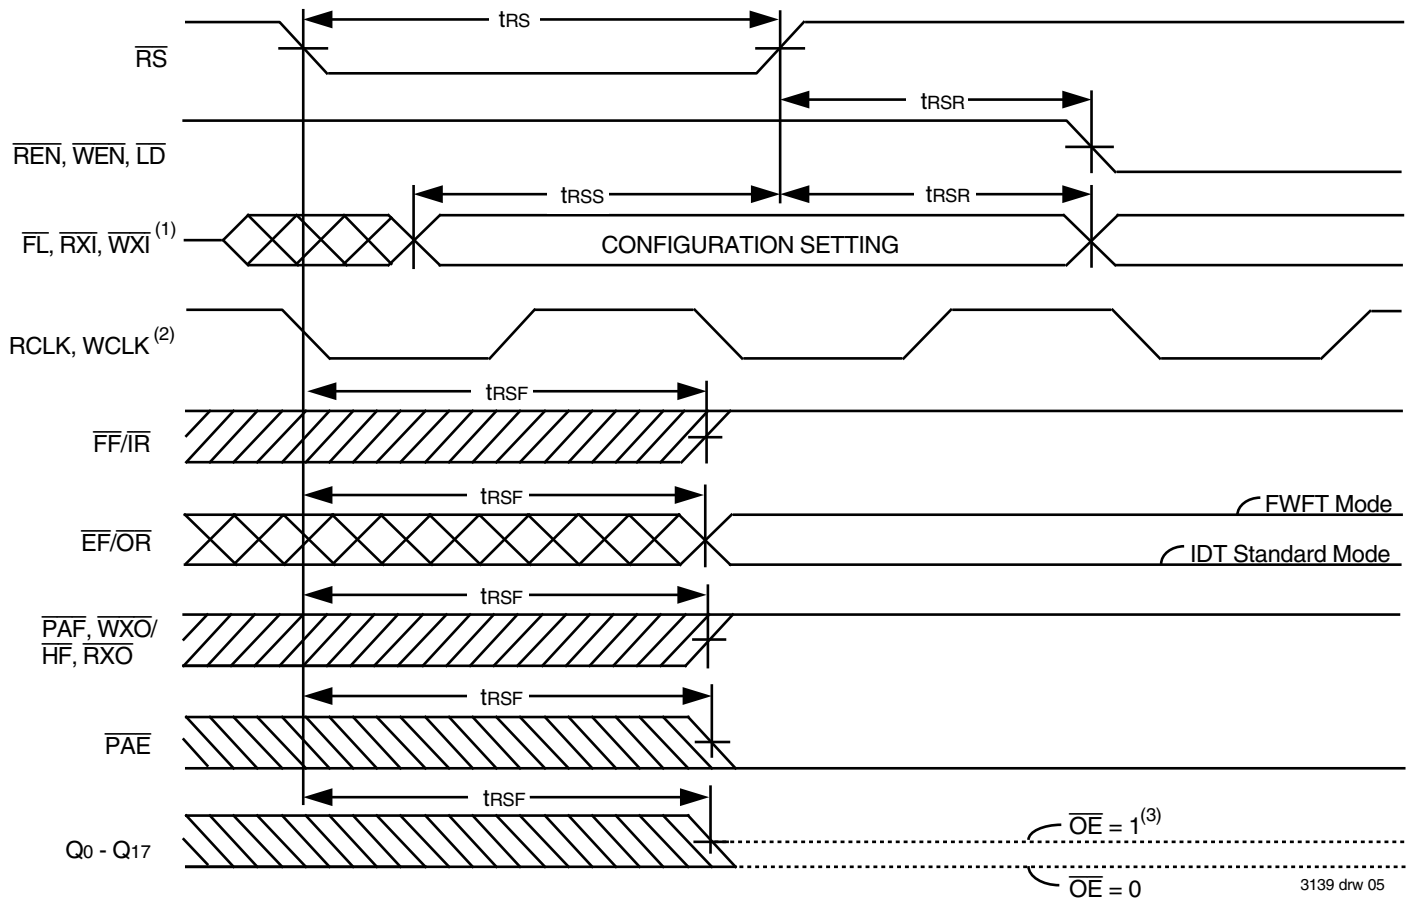 tRS
RS
tRSR
REN, WEN, LD
tRSS
tRSR
FL, RXI, WXI (1)
CONFIGURATION SETTING
RCLK, WCLK (2)
tRSF
FF/IR
tRSF
FWFT Mode
EF/OR
IDT Standard Mode
tRSF
PAF, WXO/
HF, RXO
tRSF
PAE
tRSF
OE = 1(3)
Q0 - Q17
OE = 0
3139 drw 05